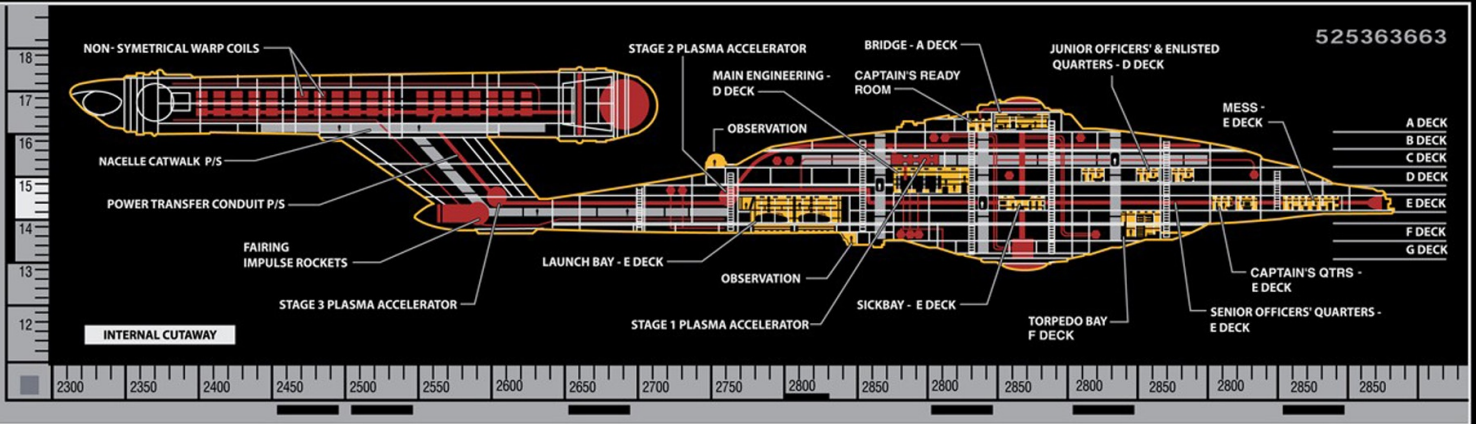 525363663
NON- SYMETRICAL WARP COILS
STAGE 2 PLASMA ACCELERATOR
BRIDGE - A DECK
JUNIOR OFFICERS' & ENLISTED
QUARTERS - D DECK
MAIN ENGINEERING -
D DECK
CAPTAIN'S READY
ROOM
MESS -
E DECK
OBSERVATION
A DECK
B DECK
C DECK
D DECK
E DECK
F DECK
G DECK
NACELLE CATWALK P/S
POWER TRANSFER CONDUIT P/S
FAIRING
IMPULSE ROCKETS
LAUNCH BAY - E DECK
OBSERVATION
STAGE 3 PLASMA ACCELERATOR
STAGE 1 PLASMA ACCELERATOR
SICKBAY - E DECK
TORPEDO BAY
F DECK
CAPTAIN'S QTRS -
E DECK
SENIOR OFFICERS' QUARTERS -
E DECK
INTERNAL CUTAWAY
18
17
16
15
14
13
12
2300 2350 2400 2450 2500 2550 2600 2650 2700 2750 2800 2850 2800 2850 2800 2850 2800 2850 2850